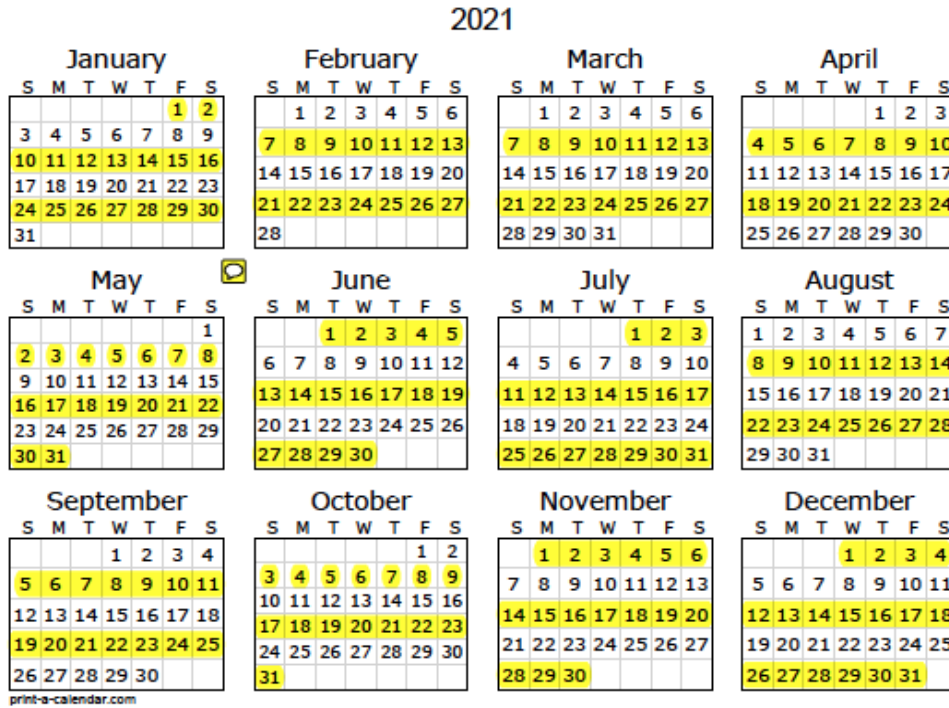 2021
January February March April
S M T W T F S S M T W T F S S M T W T F S S M T W T F S
1 2 1 2 3 4 5 6 1 2 3 4 5 6 1 2 3
3 4 5 6 7 8 9 7 8 9 10 11 12 13 7 8 9 10 11 12 13 4 5 6 7 8 9 10
10 11 12 13 14 15 16 14 15 16 17 18 19 20 14 15 16 17 18 19 20 11 12 13 14 15 16 17
17 18 19 20 21 22 23 21 22 23 24 25 26 27 21 22 23 24 25 26 27 18 19 20 21 22 23 24
24 25 26 27 28 29 30 28 28 29 30 31 25 26 27 28 29 30
31
May June July August
S M T W T F S S M T W T F S S M T W T F S S M T W T F S
1 1 2 3 4 5 1 2 3 1 2 3 4 5 6 7
2 3 4 5 6 7 8 6 7 8 9 10 11 12 4 5 6 7 8 9 10 8 9 10 11 12 13 14
9 10 11 12 13 14 15 13 14 15 16 17 18 19 11 12 13 14 15 16 17 15 16 17 18 19 20 21
16 17 18 19 20 21 22 20 21 22 23 24 25 26 18 19 20 21 22 23 24 22 23 24 25 26 27 28
23 24 25 26 27 28 29 27 28 29 30 25 26 27 28 29 30 31 29 30 31
30 31
September October November December
S M T W T F S S M T W T F S S M T W T F S S M T W T F S
1 2 3 4 1 2 1 2 3 4 5 6 1 2 3 4
5 6 7 8 9 10 11 3 4 5 6 7 8 9 7 8 9 10 11 12 13 5 6 7 8 9 10 11
12 13 14 15 16 17 18 10 11 12 13 14 15 16 14 15 16 17 18 19 20 12 13 14 15 16 17 18
19 20 21 22 23 24 25 17 18 19 20 21 22 23 21 22 23 24 25 26 27 19 20 21 22 23 24 25
26 27 28 29 30 24 25 26 27 28 29 30 28 29 30 26 27 28 29 30 31
31
print-a-calendar.com